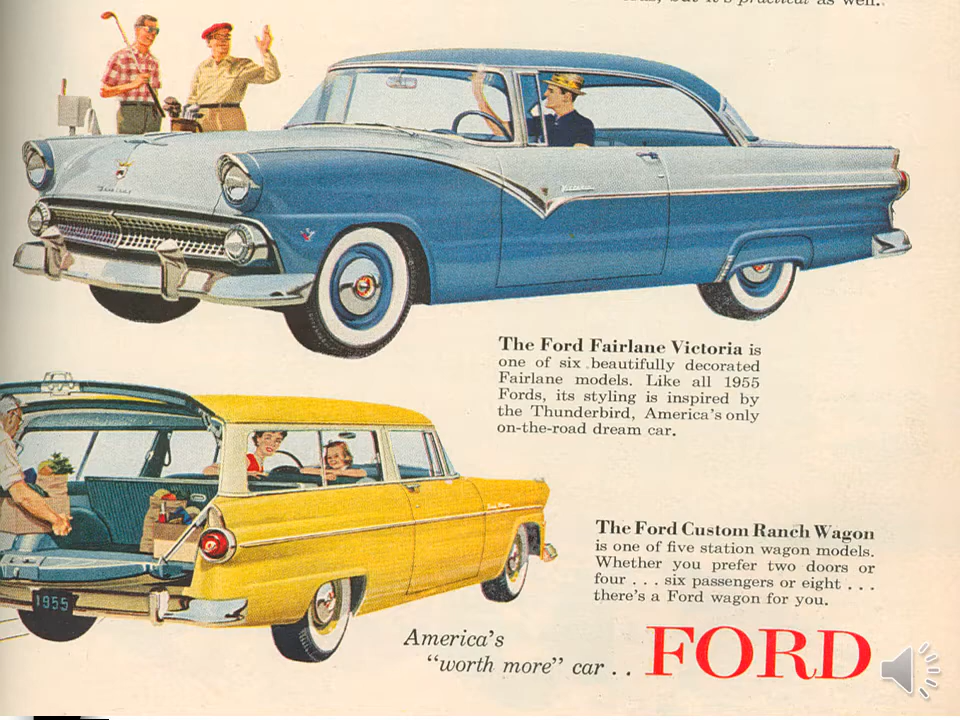 but it's practical as well.
The Ford Fairlane Victoria is
one of six beautifully decorated
Fairlane models. Like all 1955
Fords, its styling is inspired by
the Thunderbird, America's only
on-the-road dream car.
The Ford Custom Ranch Wagon
is one of five station wagon models.
Whether you prefer two doors or
four . . . six passengers or eight . . .
there's a Ford wagon for you.
1955
America's
"worth more" car . . FORD